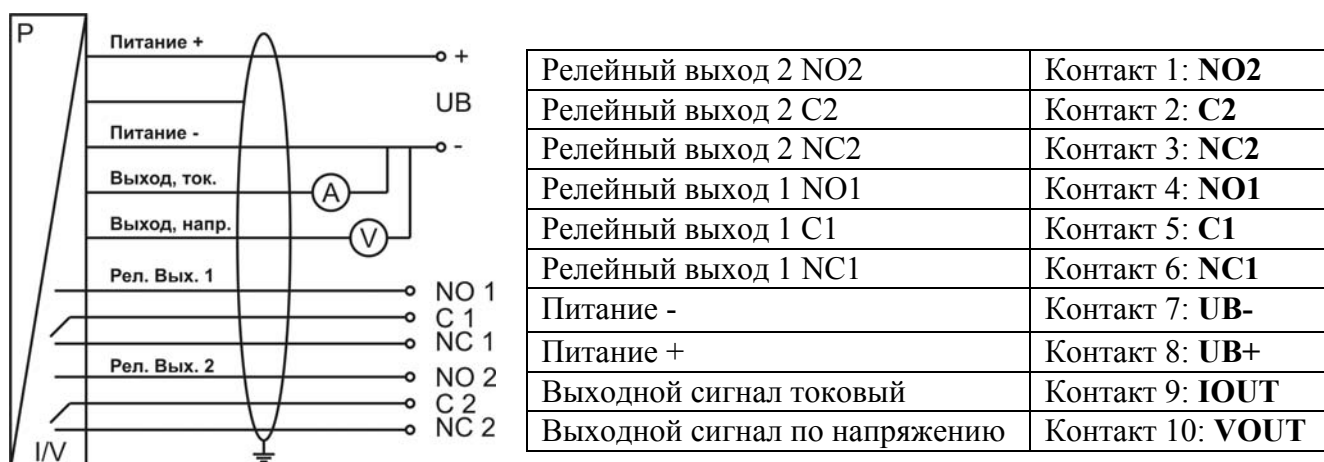 P
Питание +
+
UB
Питание -
-
Выход, ток.
A
Выход, напр.
V
Рел. Вых. 1
NO 1
C 1
NC 1
Рел. Вых. 2
NO 2
C 2
NC 2
I/V
Релейный выход 2 NO2 Контакт 1: NO2
Релейный выход 2 C2 Контакт 2: C2
Релейный выход 2 NC2 Контакт 3: NC2
Релейный выход 1 NO1 Контакт 4: NO1
Релейный выход 1 C1 Контакт 5: C1
Релейный выход 1 NC1 Контакт 6: NC1
Питание - Контакт 7: UB-
Питание + Контакт 8: UB+
Выходной сигнал токовый Контакт 9: IOUT
Выходной сигнал по напряжению Контакт 10: VOUT